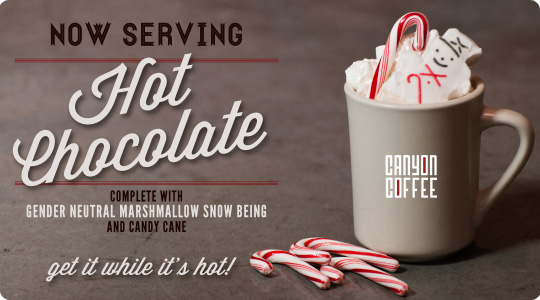 NOW SERVING
Hot
Chocolate
COMPLETE WITH
GENDER NEUTRAL MARSHMALLOW SNOW BEING
AND CANDY CANE
get it while it's hot!
CANYON
COFFEE